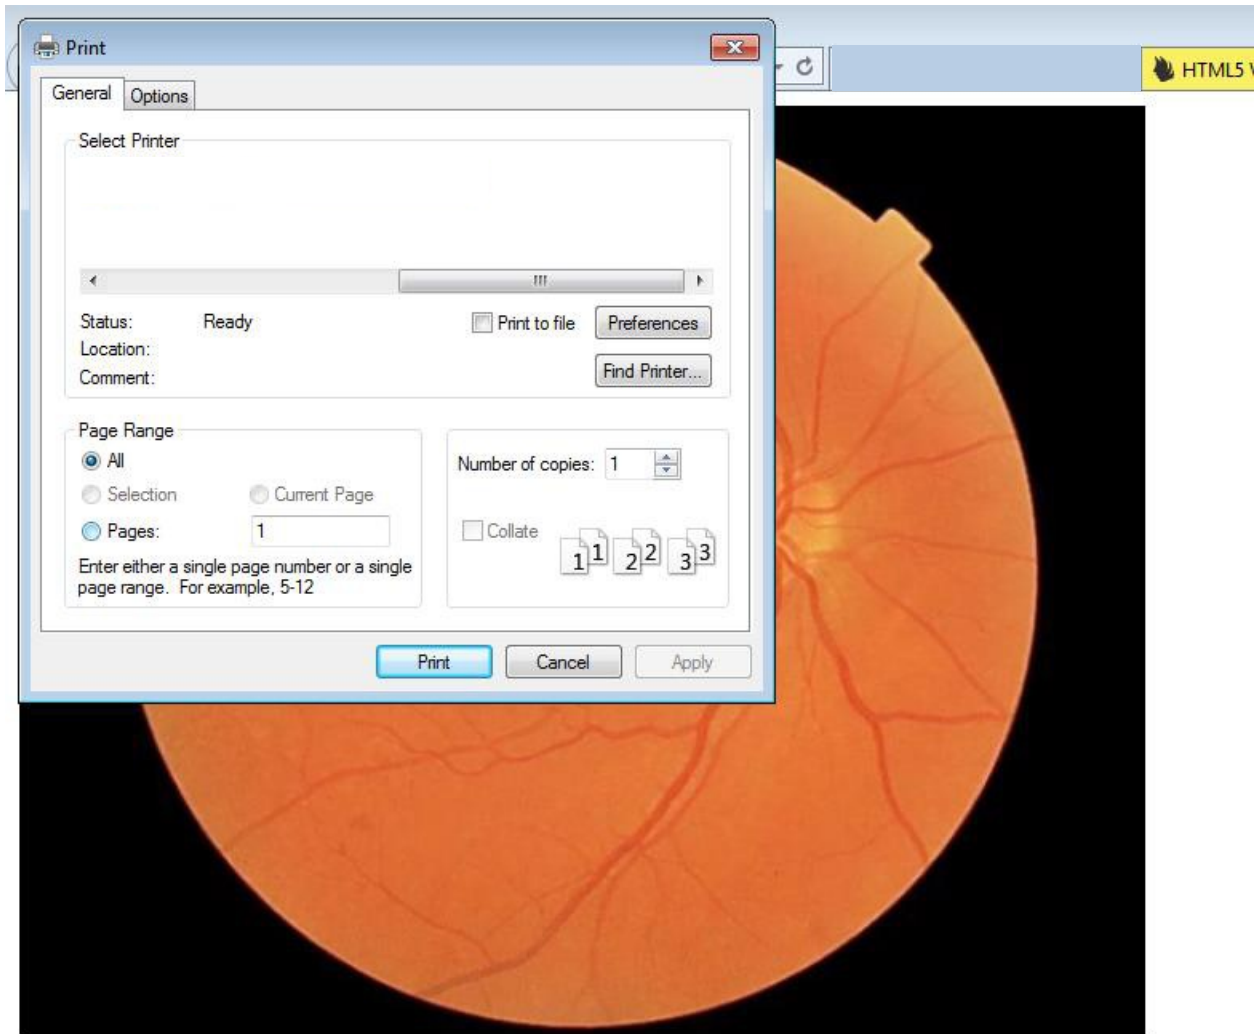 Print
HTML5 V
General Options
Select Printer
Status: Ready
Print to file Preferences
Location:
Find Printer...
Comment:
Page Range
All
Number of copies: 1
Selection Current Page
Pages: 1
Collate
1 1 2 2 3 3
Enter either a single page number or a single
page range. For example, 5-12
Print Cancel Apply